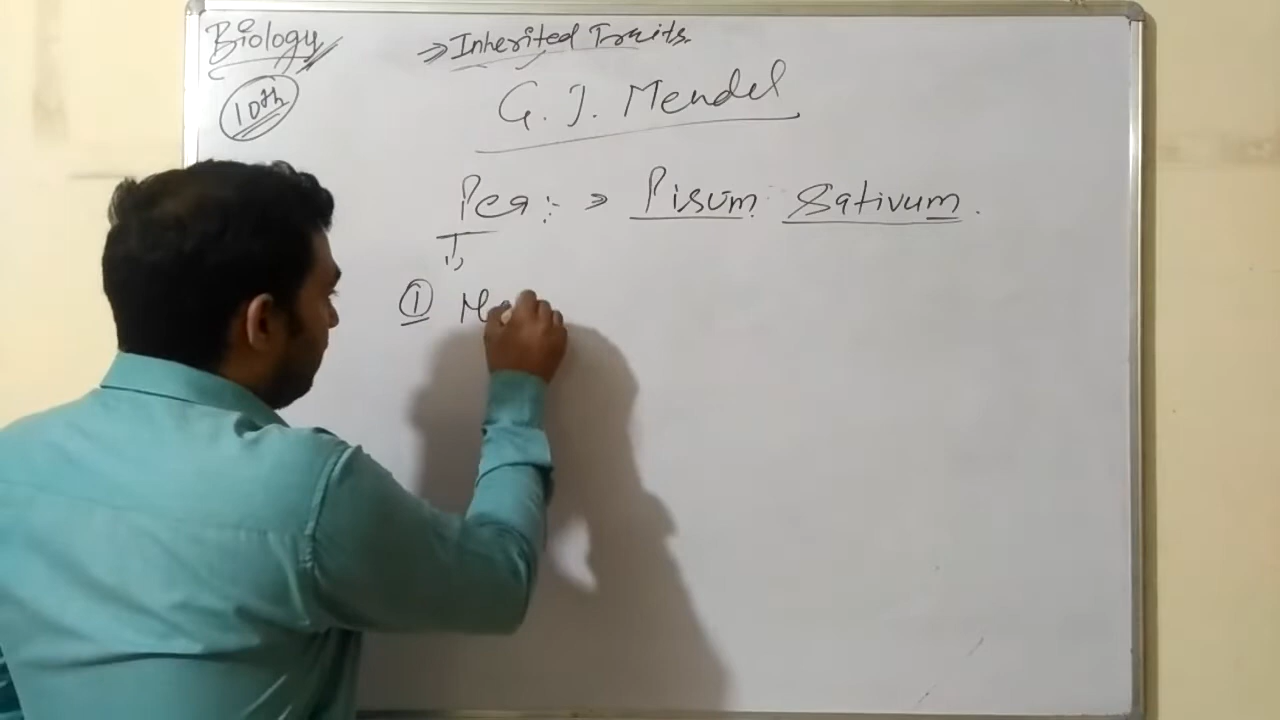 Biology
⇒ Inherited Traits.
10th
G. J. Mendel
Pea :- → Pisum Sativum.
①